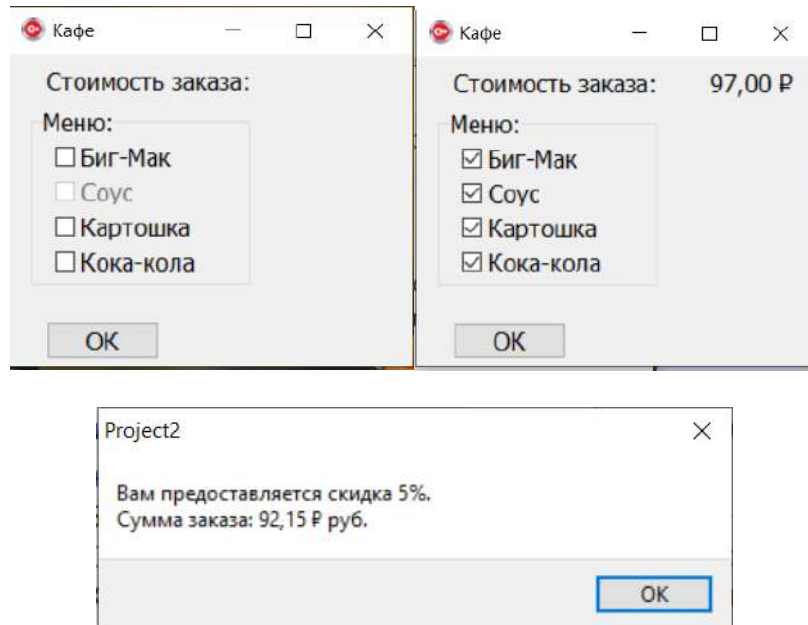 Кафе
Стоимость заказа:
Меню:
Биг-Мак
Соус
Картошка
Кока-кола
OK
Кафе
Стоимость заказа: 97,00 ₽
Меню:
Биг-Мак
Соус
Картошка
Кока-кола
OK
Project2
Вам предоставляется скидка 5%.
Сумма заказа: 92,15 ₽ руб.
OK